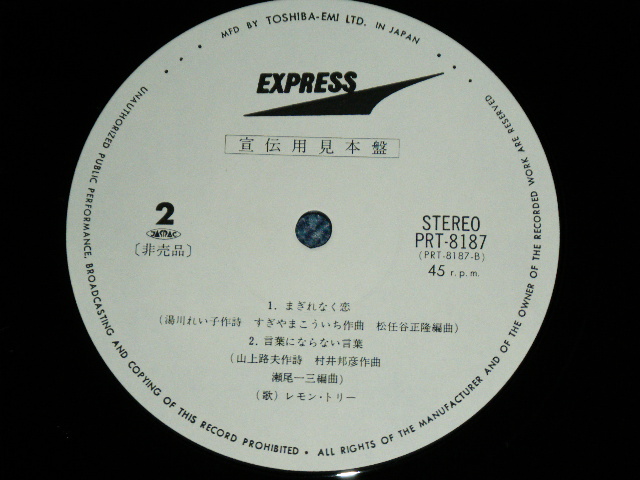 MFD BY TOSHIBA-EMI LTD. IN JAPAN
EXPRESS
宣伝用見本盤
2
JASRAC
〔非売品〕
STEREO
PRT-8187
(PRT-8187-B)
45 r.p.m.
1. まぎれなく恋
(湯川れい子作詩 すぎやまこういち作曲 松任谷正隆編曲)
2. 言葉にならない言葉
(山上路夫作詩 村井邦彦作曲
瀬尾一三編曲)
(歌) レモン・トリー
UNAUTHORIZED PUBLIC PERFORMANCE, BROADCASTING AND COPYING OF THIS RECORD PROHIBITED • ALL RIGHTS OF THE MANUFACTURER AND OF THE OWNER OF THE RECORDED WORK ARE RESERVED